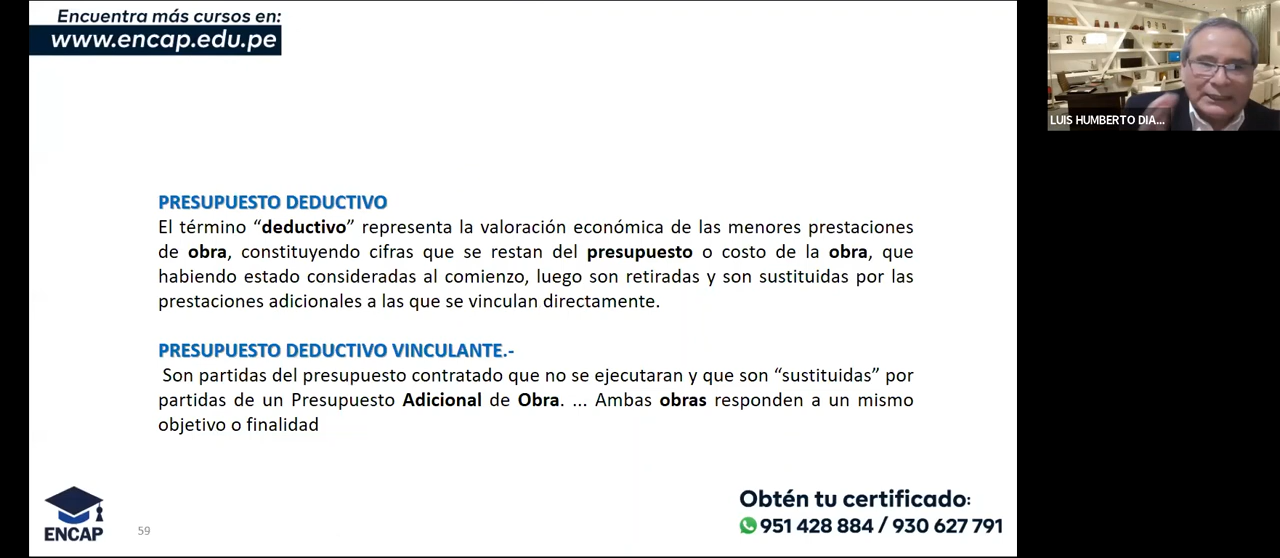 Encuentra más cursos en:
www.encap.edu.pe
LUIS HUMBERTO DIA...
PRESUPUESTO DEDUCTIVO
El término “deductivo” representa la valoración económica de las menores prestaciones
de obra, constituyendo cifras que se restan del presupuesto o costo de la obra, que
habiendo estado consideradas al comienzo, luego son retiradas y son sustituidas por las
prestaciones adicionales a las que se vinculan directamente.
PRESUPUESTO DEDUCTIVO VINCULANTE.-
Son partidas del presupuesto contratado que no se ejecutaran y que son “sustituidas” por
partidas de un Presupuesto Adicional de Obra. ... Ambas obras responden a un mismo
objetivo o finalidad
ENCAP
59
Obtén tu certificado:
951 428 884 / 930 627 791